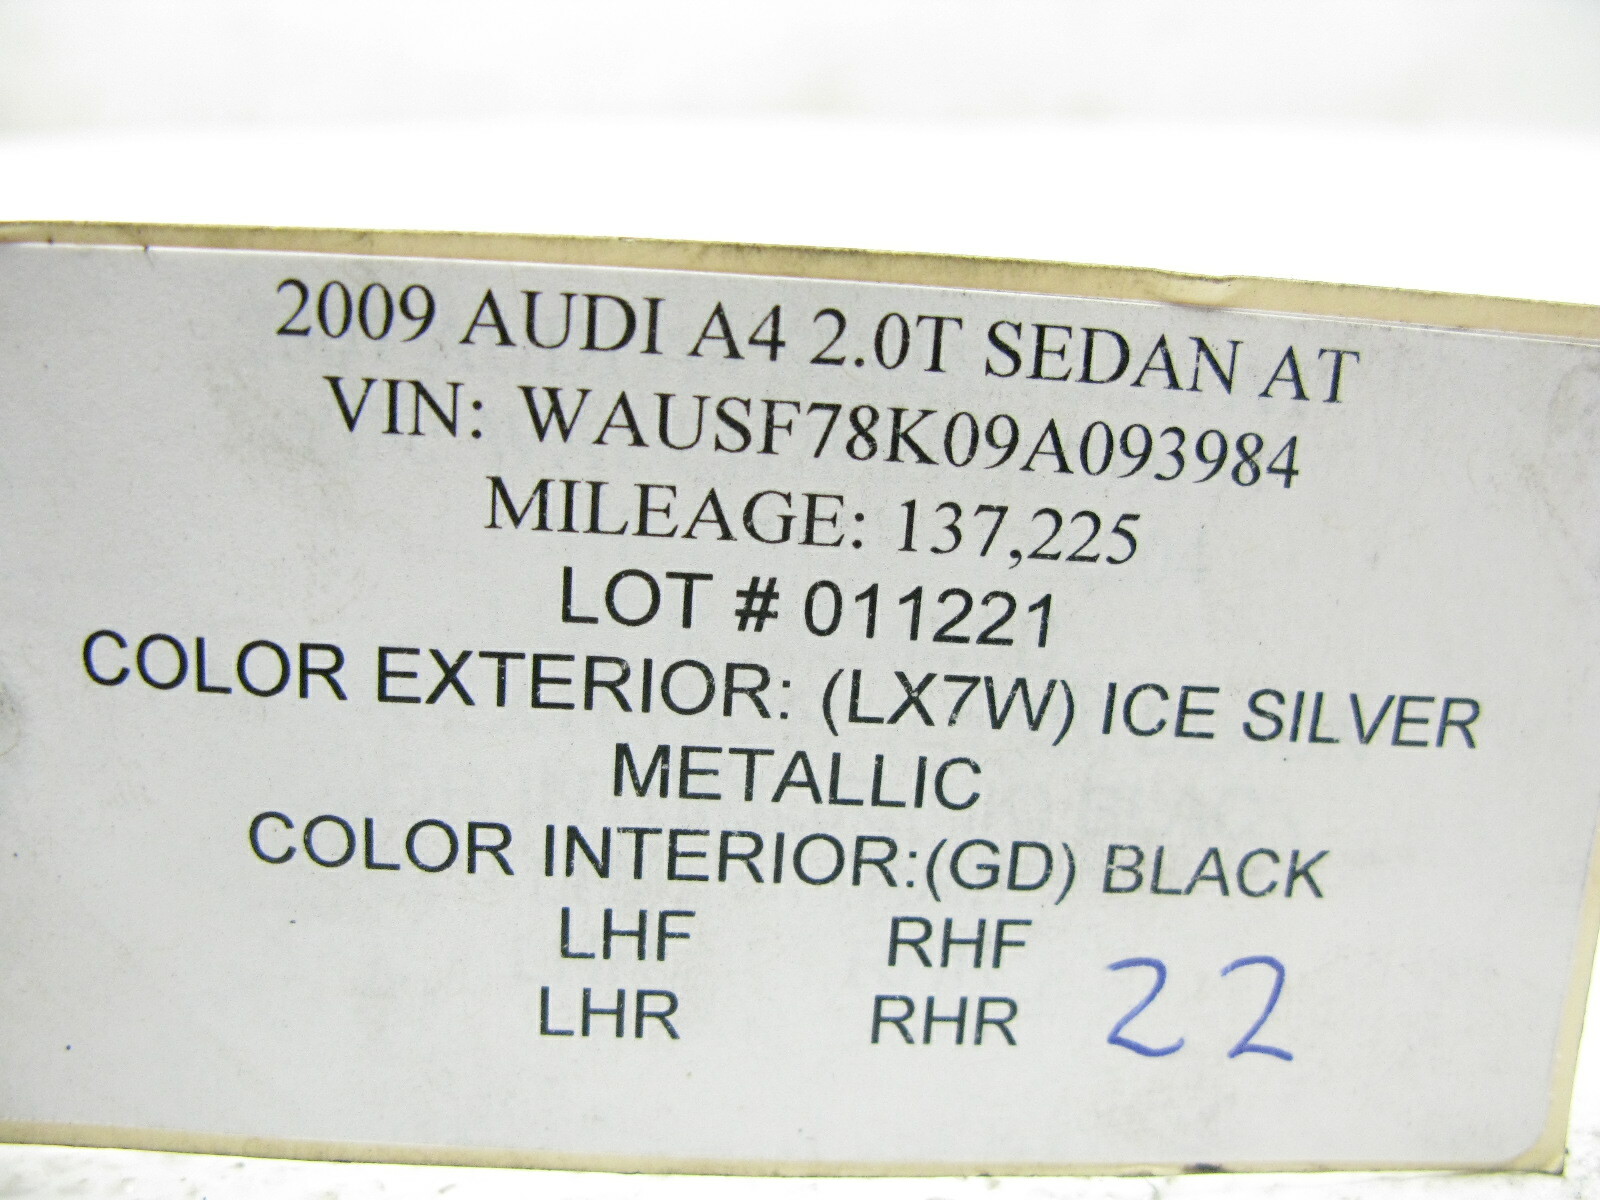 2009 AUDI A4 2.0T SEDAN AT
VIN: WAUSF78K09A093984
MILEAGE: 137,225
LOT # 011221
COLOR EXTERIOR: (LX7W) ICE SILVER
METALLIC
COLOR INTERIOR:(GD) BLACK
LHF RHF
LHR RHR 22